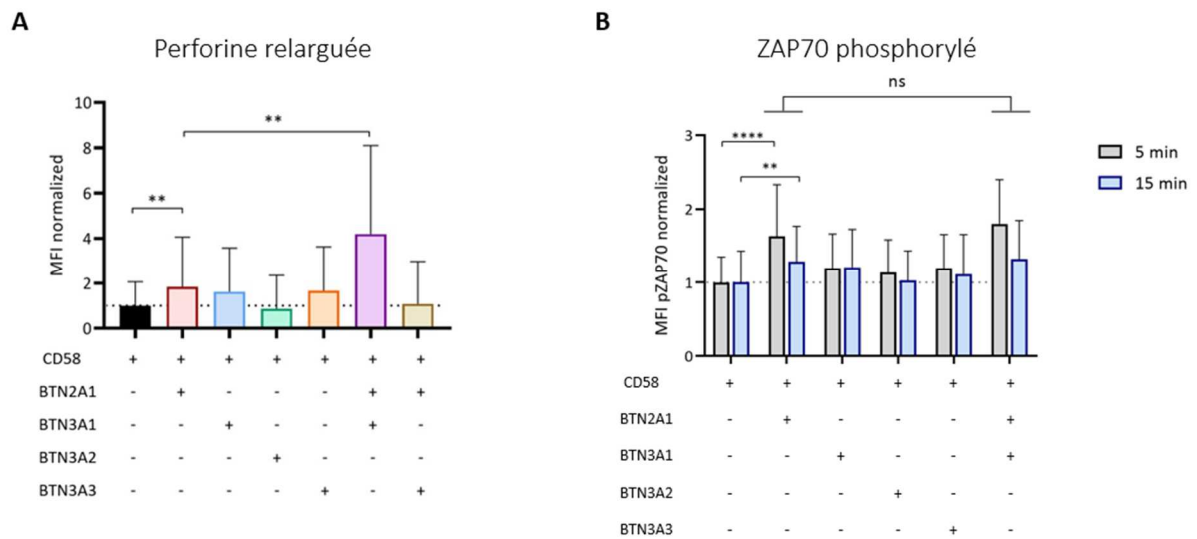 A
Perforine relarguée
MFI normalized
10
8
6
4
2
0
**
**
CD58 + + + + + + +
BTN2A1 - + - - - + +
BTN3A1 - - + - - + -
BTN3A2 - - - + - - -
BTN3A3 - - - - + - +
B
ZAP70 phosphorylé
ns
MFI pZAP70 normalized
3
2
1
0
****
**
5 min
15 min
CD58 + + + + + +
BTN2A1 - + - - - +
BTN3A1 - - + - - +
BTN3A2 - - - + - -
BTN3A3 - - - - + -